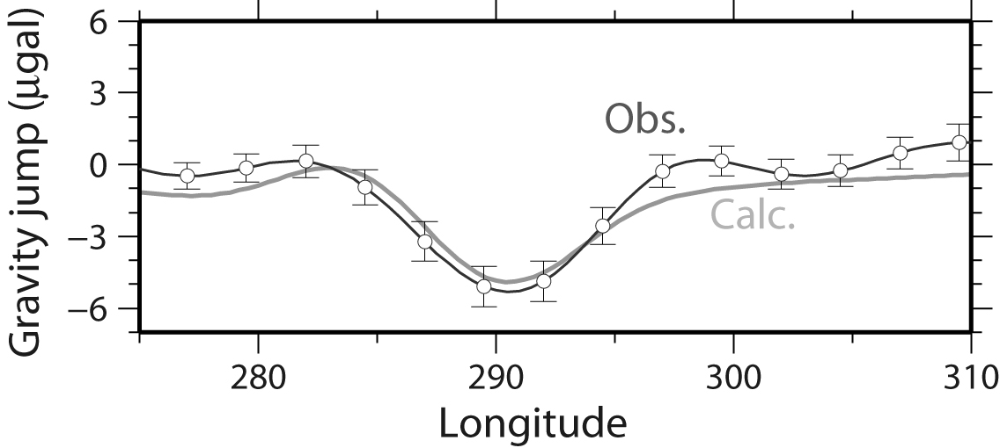 6
3
0
−3
−6
Gravity jump (μgal)
Obs.
Calc.
280 290 300 310
Longitude